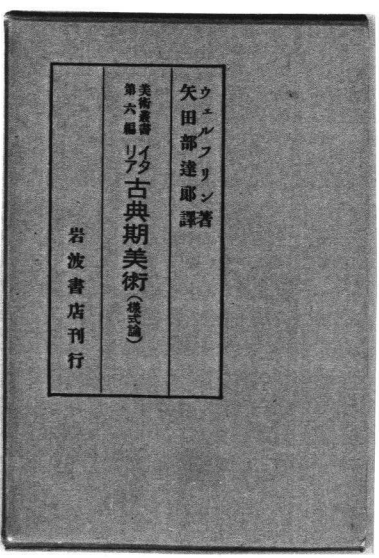 ウェルフリン著
矢田部達郎譯
美術叢書
第六編
イタリア
古典期美術(樣式論)
岩波書店刊行